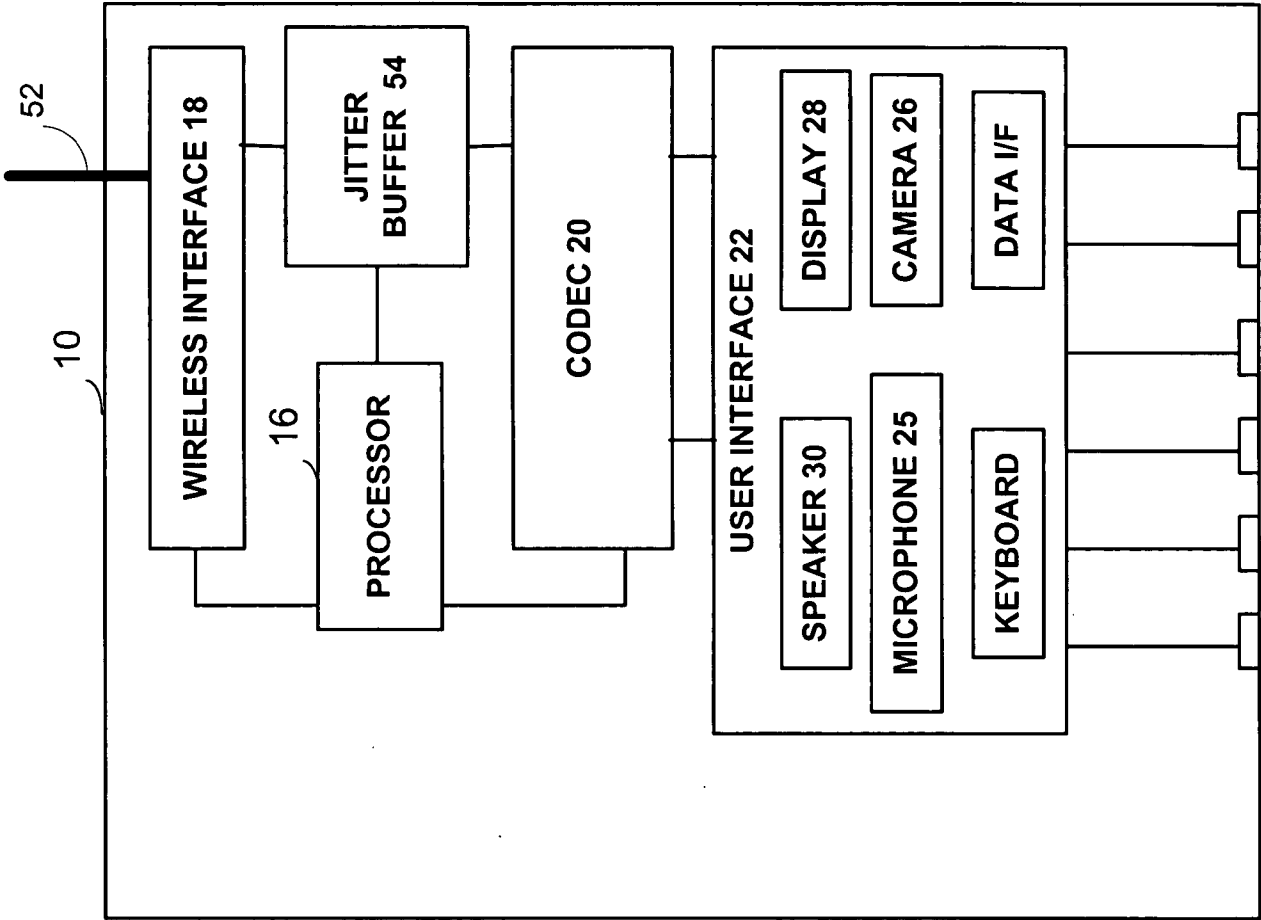 52
10
WIRELESS INTERFACE 18
JITTER
BUFFER 54
16
PROCESSOR
CODEC 20
USER INTERFACE 22
SPEAKER 30
DISPLAY 28
MICROPHONE 25
CAMERA 26
KEYBOARD
DATA I/F